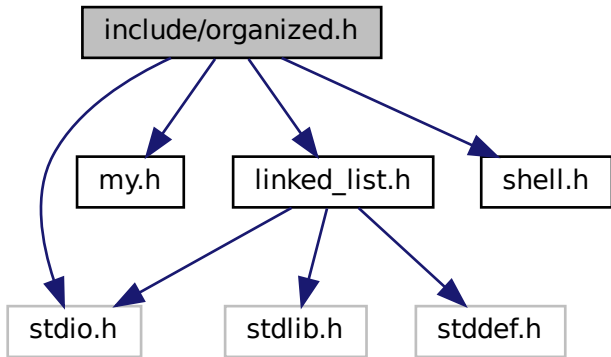 include/organized.h
my.h
linked_list.h
shell.h
stdio.h
stdlib.h
stddef.h